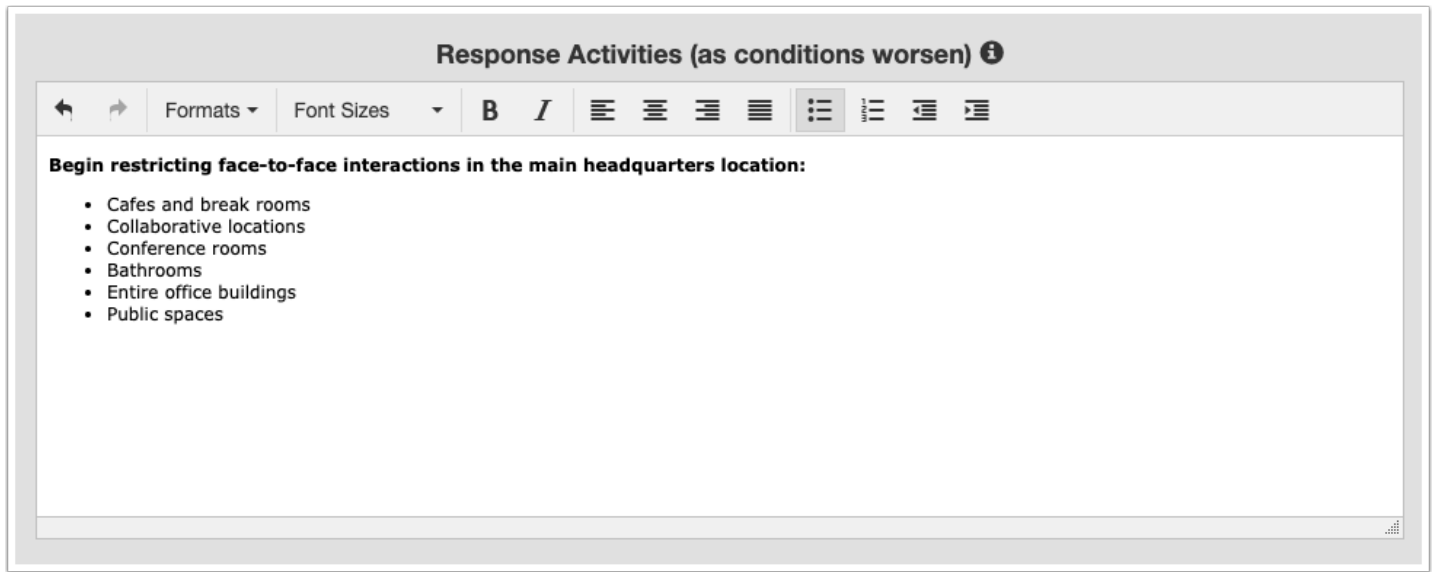 Response Activities (as conditions worsen)
Formats
Font Sizes
B
I
Begin restricting face-to-face interactions in the main headquarters location:
• Cafes and break rooms
• Collaborative locations
• Conference rooms
• Bathrooms
• Entire office buildings
• Public spaces